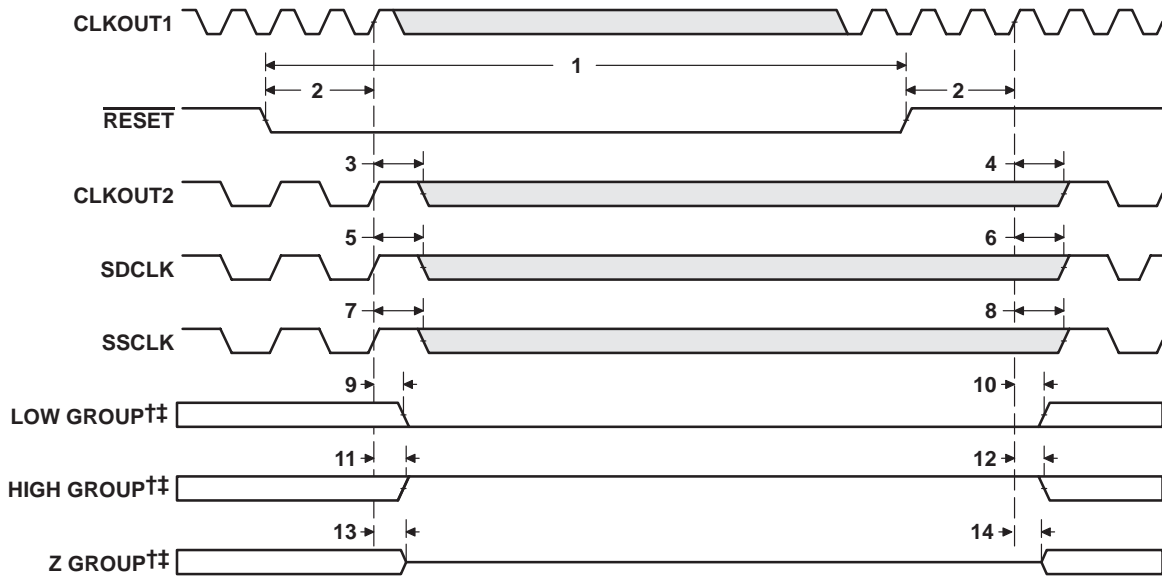 CLKOUT1
1
2 2
RESET
3 4
CLKOUT2
5 6
SDCLK
7 8
SSCLK
9 10
LOW GROUP†‡
11 12
HIGH GROUP†‡
13 14
Z GROUP†‡